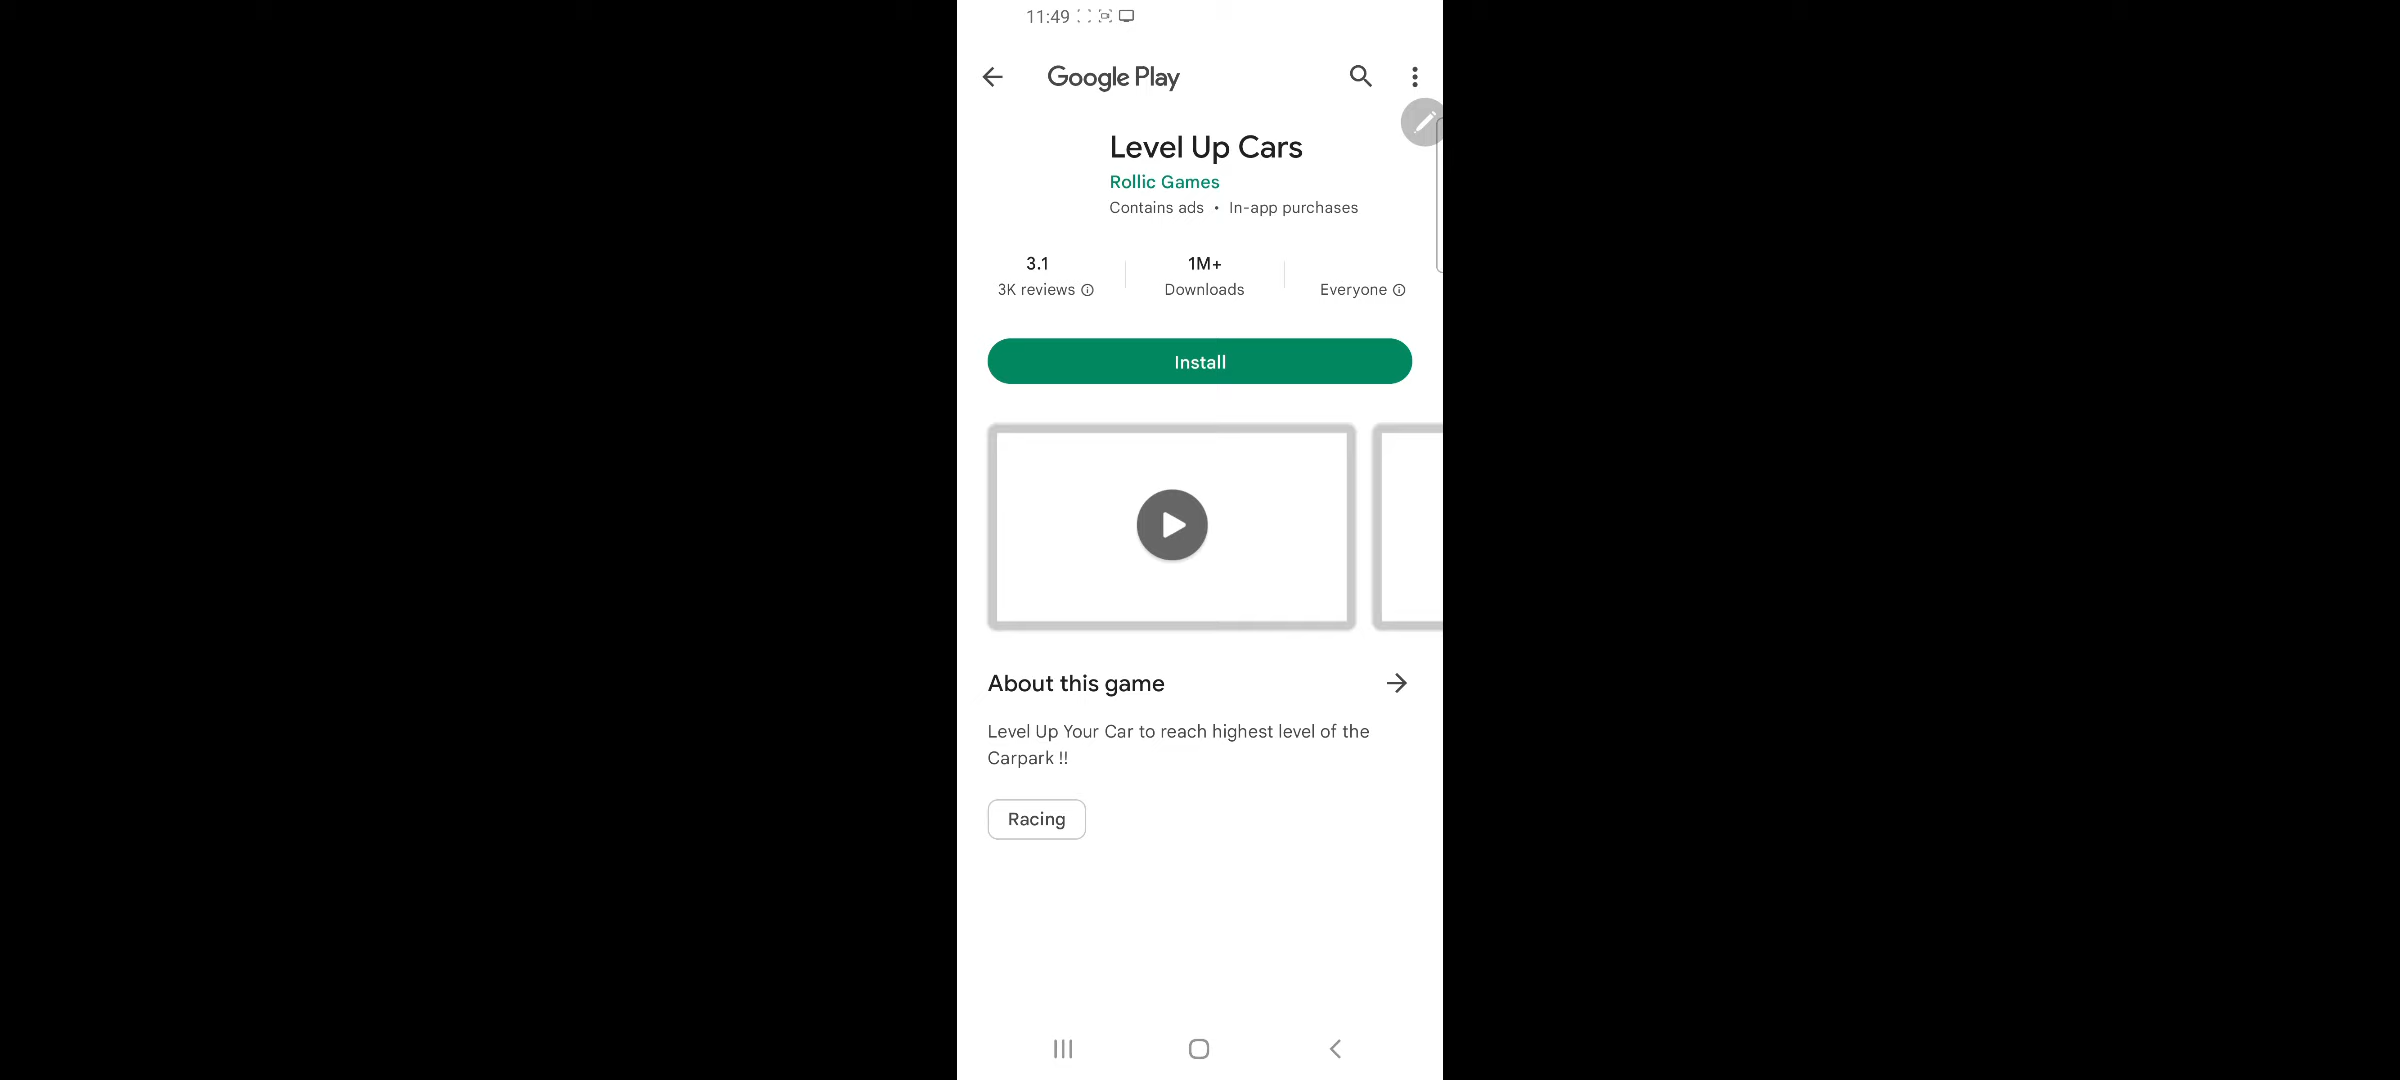 11:49
Google Play
Level Up Cars
Rollic Games
Contains ads • In-app purchases
3.1
3K reviews
1M+
Downloads
Everyone
Install
About this game
Level Up Your Car to reach highest level of the
Carpark !!
Racing